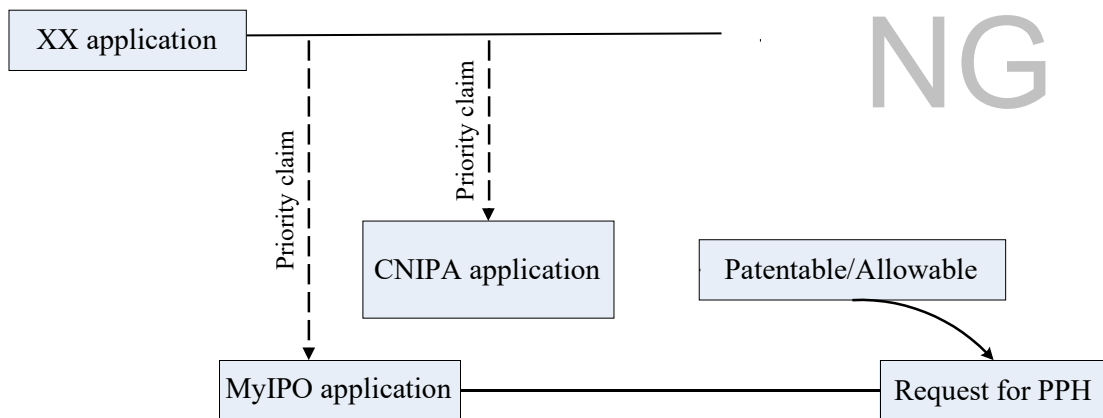 XX application
NG
Priority claim
Priority claim
CNIPA application
Patentable/Allowable
MyIPO application
Request for PPH